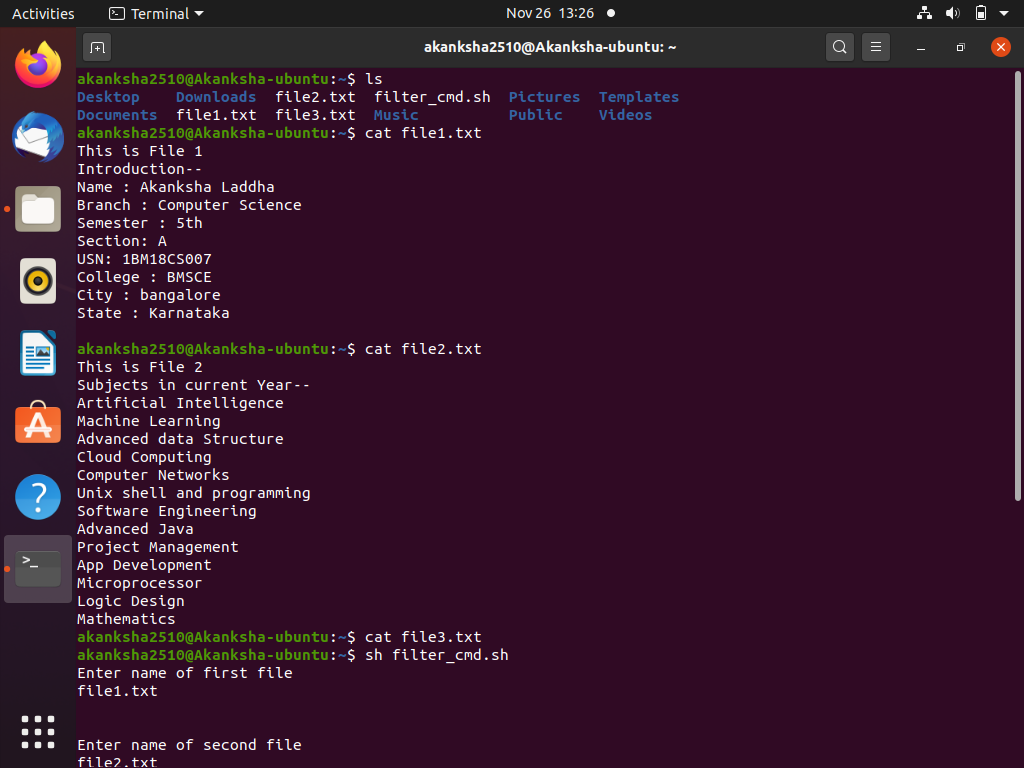 Activities Terminal Nov 26 13:26
akanksha2510@Akanksha-ubuntu: ~
akanksha2510@Akanksha-ubuntu:~$ ls
Desktop Downloads file2.txt filter_cmd.sh Pictures Templates
Documents file1.txt file3.txt Music Public Videos
akanksha2510@Akanksha-ubuntu:~$ cat file1.txt
This is File 1
Introduction--
Name : Akanksha Laddha
Branch : Computer Science
Semester : 5th
Section: A
USN: 1BM18CS007
College : BMSCE
City : bangalore
State : Karnataka
akanksha2510@Akanksha-ubuntu:~$ cat file2.txt
This is File 2
Subjects in current Year--
Artificial Intelligence
Machine Learning
Advanced data Structure
Cloud Computing
Computer Networks
Unix shell and programming
Software Engineering
Advanced Java
Project Management
App Development
Microprocessor
Logic Design
Mathematics
akanksha2510@Akanksha-ubuntu:~$ cat file3.txt
akanksha2510@Akanksha-ubuntu:~$ sh filter_cmd.sh
Enter name of first file
file1.txt
Enter name of second file
file2.txt